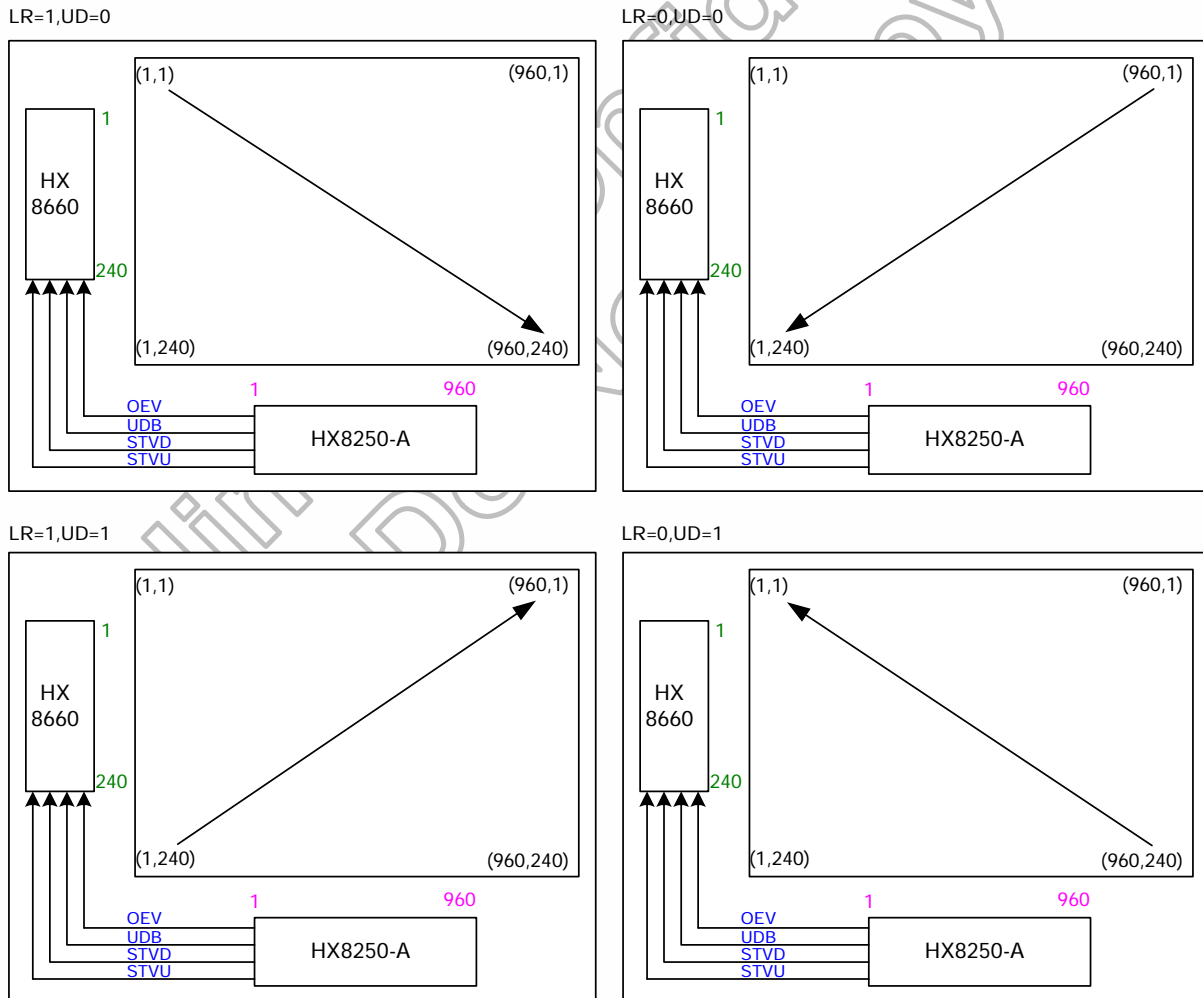 LR=1,UD=0
(1,1)
(960,1)
1
HX
8660
240
(1,240)
(960,240)
1
960
OEV
UDB
STVD
STVU
HX8250-A
LR=0,UD=0
(1,1)
(960,1)
1
HX
8660
240
(1,240)
(960,240)
1
960
OEV
UDB
STVD
STVU
HX8250-A
LR=1,UD=1
(1,1)
(960,1)
1
HX
8660
240
(1,240)
(960,240)
1
960
OEV
UDB
STVD
STVU
HX8250-A
LR=0,UD=1
(1,1)
(960,1)
1
HX
8660
240
(1,240)
(960,240)
1
960
OEV
UDB
STVD
STVU
HX8250-A